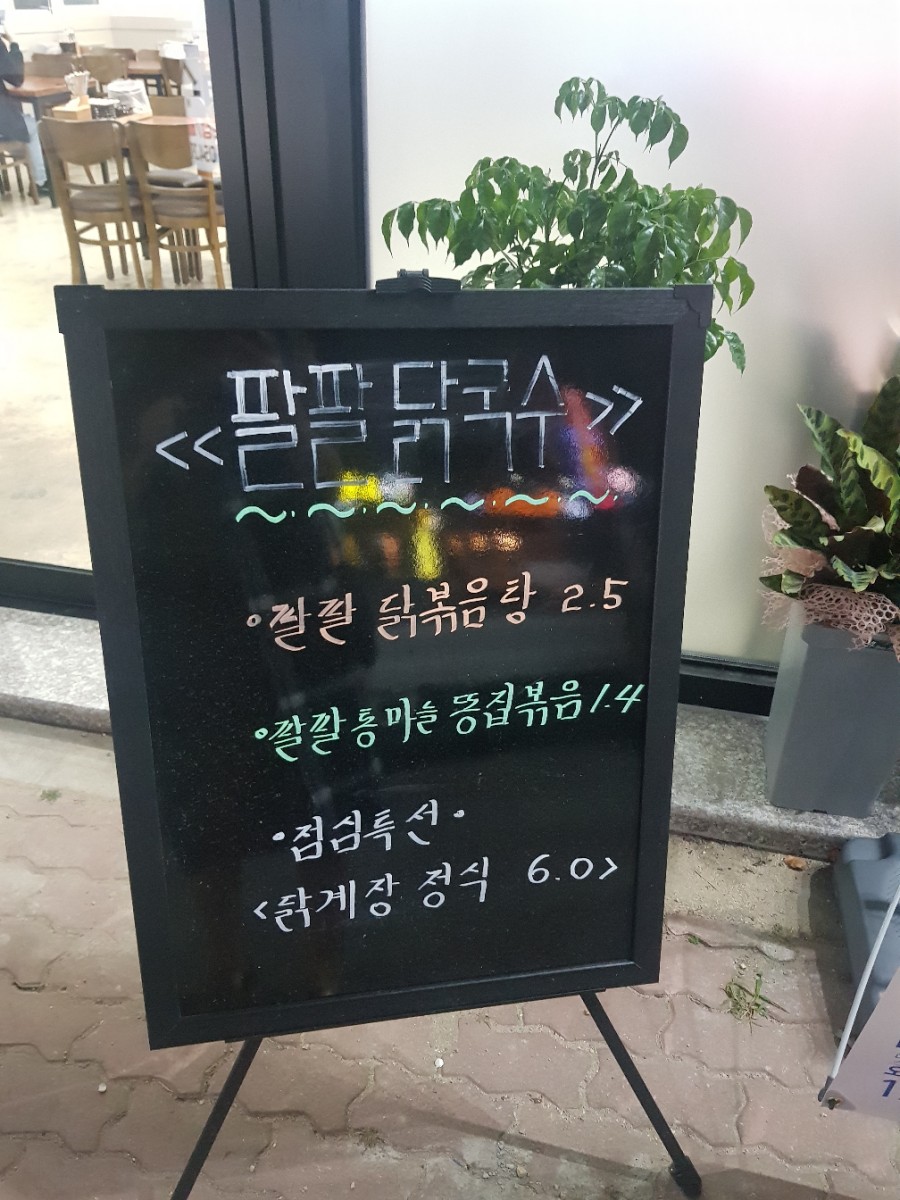 <<팔팔닭국수>>
~.~.~.~.~.~.
•팔팔 닭볶음탕 2.5
•팔팔통마늘 똥집볶음 1.4
•점심특선•
<닭계장 정식 6.0>